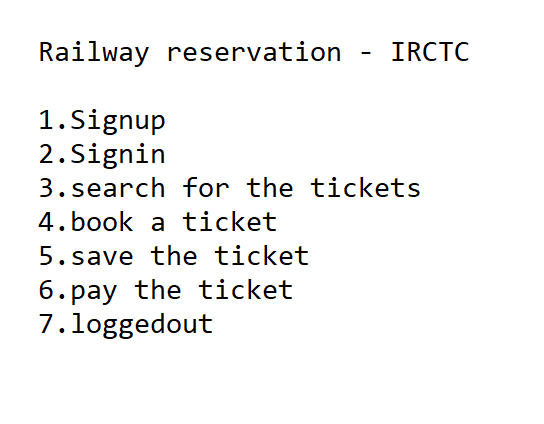 Railway reservation - IRCTC
1.Signup
2.Signin
3.search for the tickets
4.book a ticket
5.save the ticket
6.pay the ticket
7.loggedout